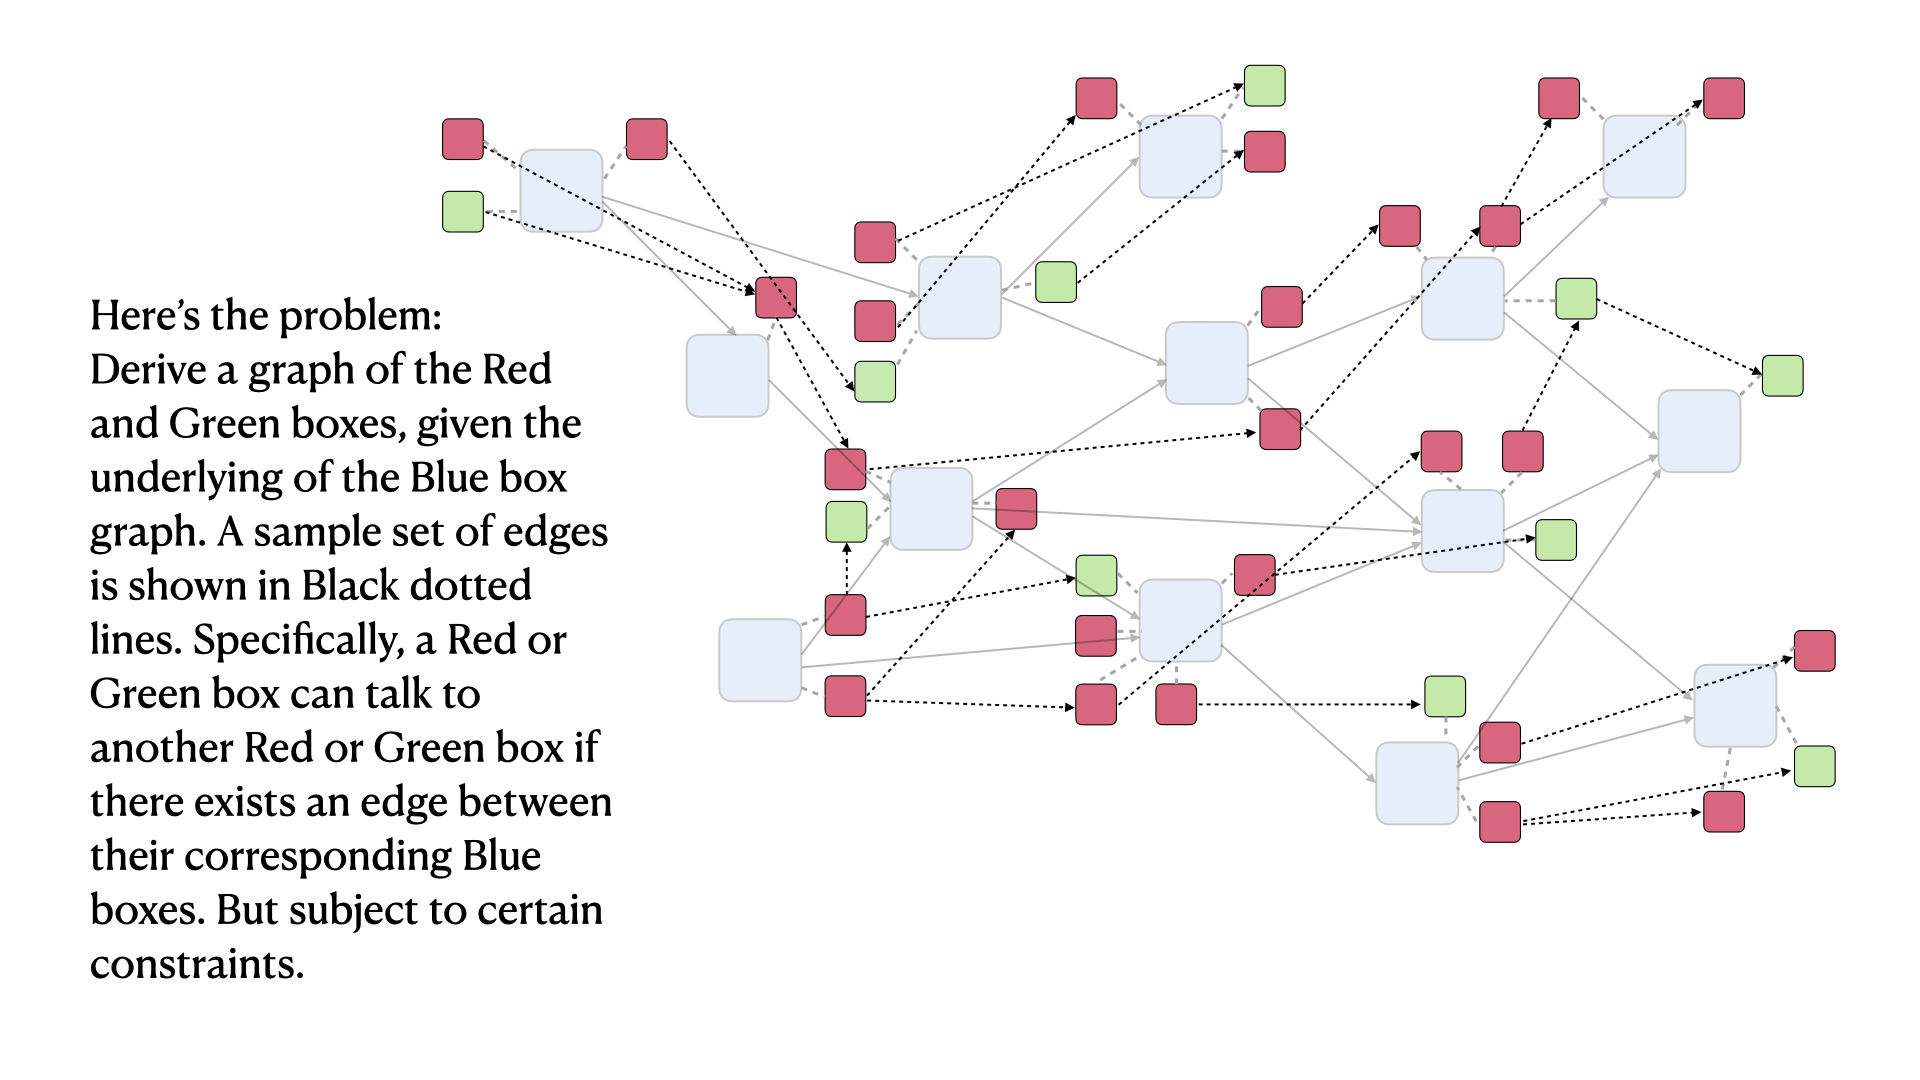 Here’s the problem:
Derive a graph of the Red
and Green boxes, given the
underlying of the Blue box
graph. A sample set of edges
is shown in Black dotted
lines. Specifically, a Red or
Green box can talk to
another Red or Green box if
there exists an edge between
their corresponding Blue
boxes. But subject to certain
constraints.